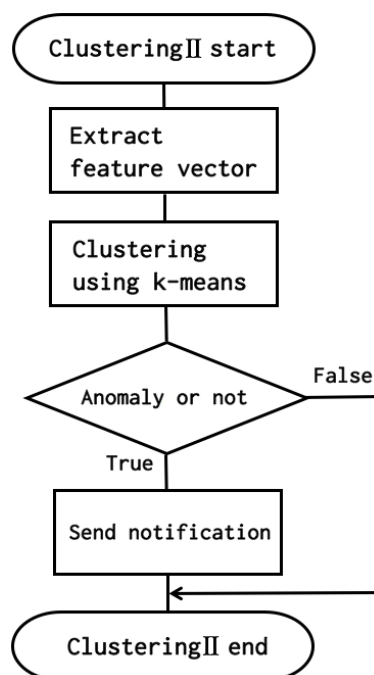 ClusteringⅡ start
Extract
feature vector
Clustering
using k-means
Anomaly or not
False
True
Send notification
ClusteringⅡ end